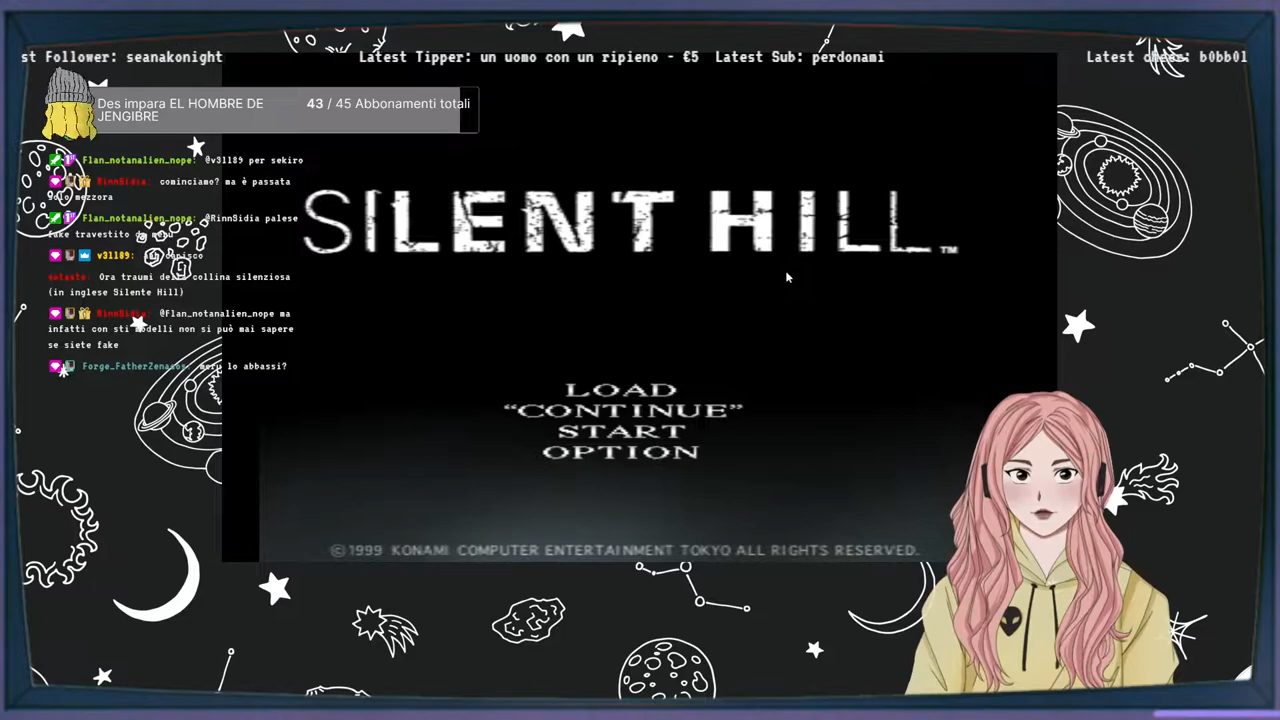 st Follower: seanakonight
Latest Tipper: un uomo con un ripieno - €5
Latest Sub: perdonami
Latest cheer: b0bb01
Des impara EL HOMBRE DE
JENGIBRE
43 / 45 Abbonamenti totali
Flan_notanalien_nope: @v31189 per sekiro
RinnSidia: cominciamo? ma è passata
solo mezzora
Flan_notanalien_nope: @RinnSidia palese
fake travestito da
v31189:
Ora traumi della collina silenziosa
(in inglese Silente Hill)
RinnSidia: @Flan_notanalien_nope ma
infatti con sti modelli non si può mai sapere
se siete fake
lo abbassi?
SILENT HILL™
LOAD
“CONTINUE”
START
OPTION
©1999 KONAMI COMPUTER ENTERTAINMENT TOKYO ALL RIGHTS RESERVED.